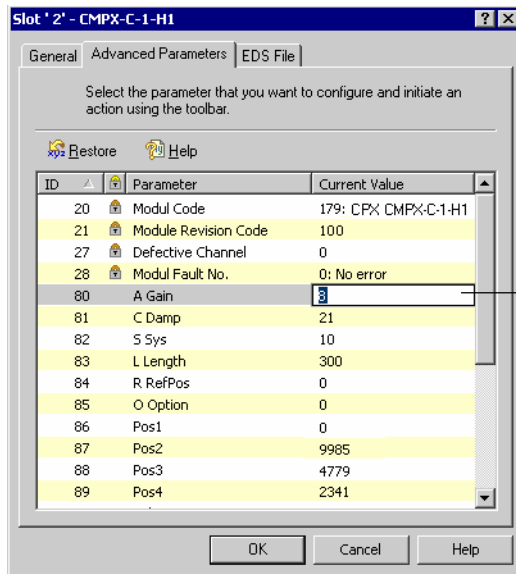 Slot ' 2' - CMPX-C-1-H1
General Advanced Parameters EDS File
Select the parameter that you want to configure and initiate an
action using the toolbar.
Restore Help
ID Parameter Current Value
20 Modul Code 179: CPX CMPX-C-1-H1
21 Module Revision Code 100
27 Defective Channel 0
28 Modul Fault No. 0: No error
80 A Gain 8
81 C Damp 21
82 S Sys 10
83 L Length 300
84 R RefPos 0
85 O Option 0
86 Pos1 0
87 Pos2 9985
88 Pos3 4779
89 Pos4 2341
OK Cancel Help